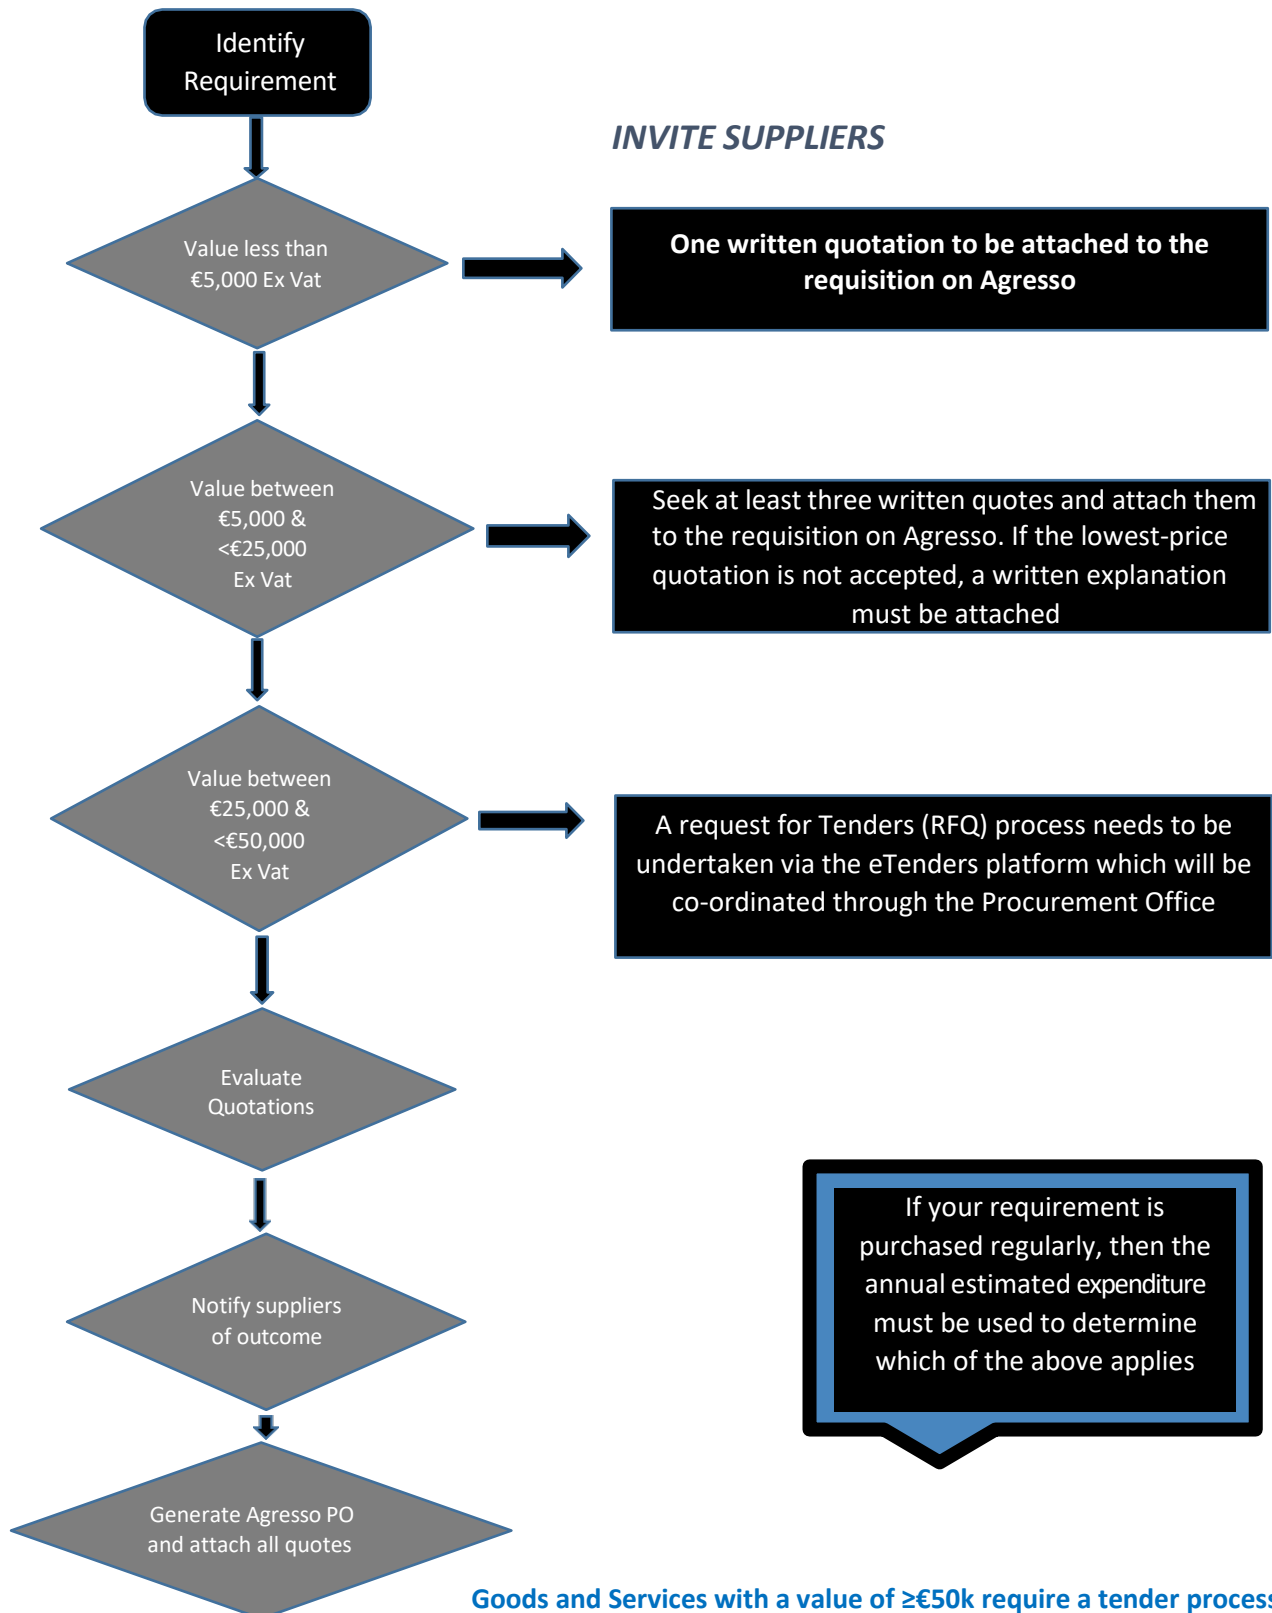 Identify
Requirement
INVITE SUPPLIERS
Value less than
€5,000 Ex Vat
One written quotation to be attached to the
requisition on Agresso
Value between
€5,000 &
<€25,000
Ex Vat
Seek at least three written quotes and attach them
to the requisition on Agresso. If the lowest-price
quotation is not accepted, a written explanation
must be attached
Value between
€25,000 &
<€50,000
Ex Vat
A request for Tenders (RFQ) process needs to be
undertaken via the eTenders platform which will be
co-ordinated through the Procurement Office
Evaluate
Quotations
If your requirement is
purchased regularly, then the
annual estimated expenditure
must be used to determine
which of the above applies
Notify suppliers
of outcome
Generate Agresso PO
and attach all quotes
Goods and Services with a value of ≥€50k require a tender process